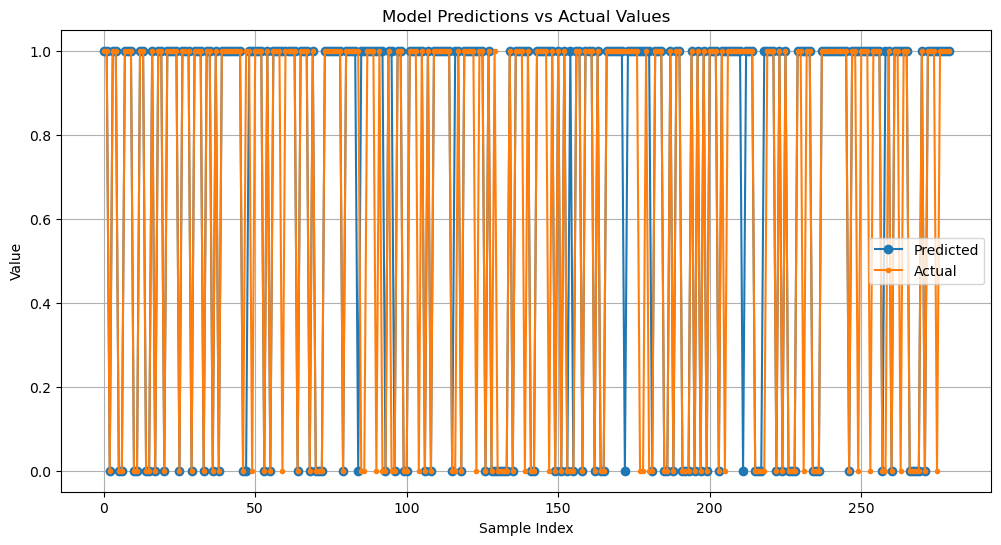 Model Predictions vs Actual Values
1.0
0.8
0.6
0.4
0.2
0.0
Value
Predicted
Actual
0 50 100 150 200 250
Sample Index